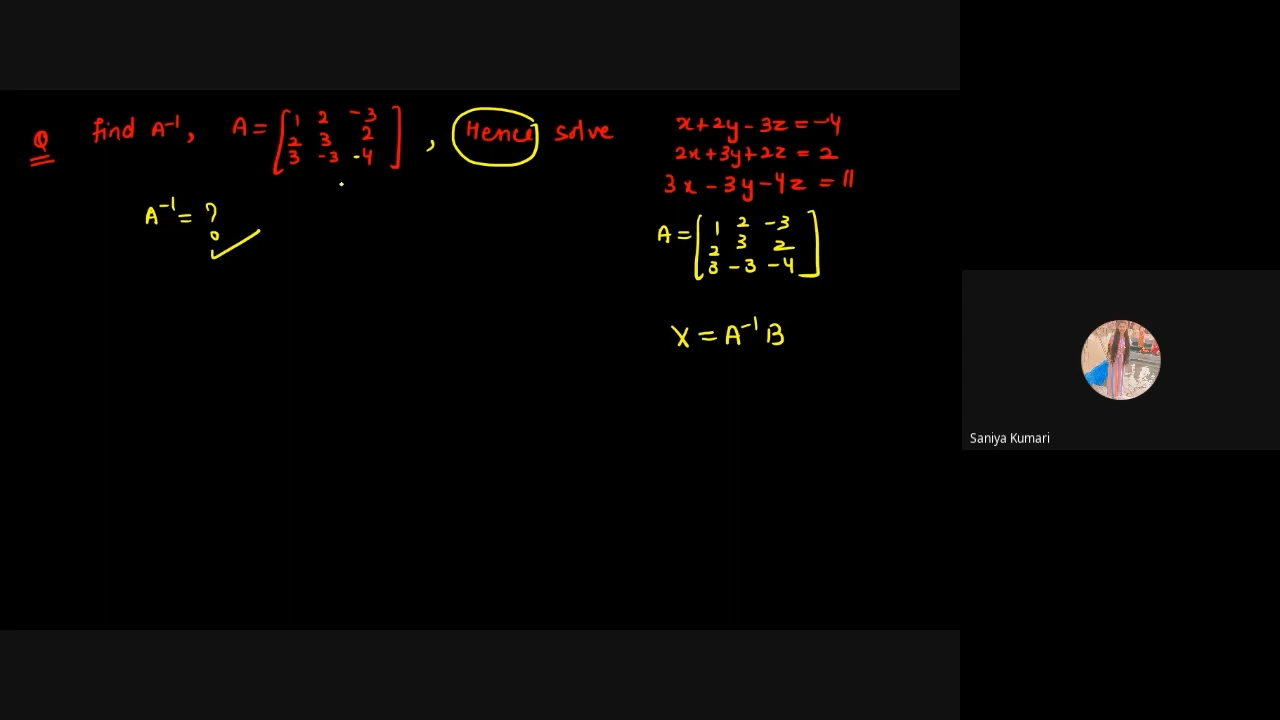 Q find A⁻¹, A = [1 2 -3
2 3 2
3 -3 -4], Hence solve
x+2y-3z=-4
2x+3y+2z=2
3x-3y-4z=11
A⁻¹ = ?
A = [1 2 -3
2 3 2
3 -3 -4]
X = A⁻¹B
Saniya Kumari